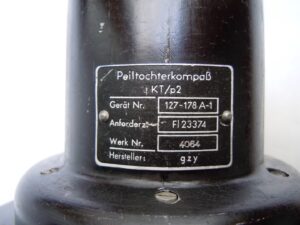 Peiltochterkompaß
KT/p2
Gerät Nr. 127-178 A-1
Anforderz. Fl 23374
Werk Nr. 4064
Hersteller: gzy